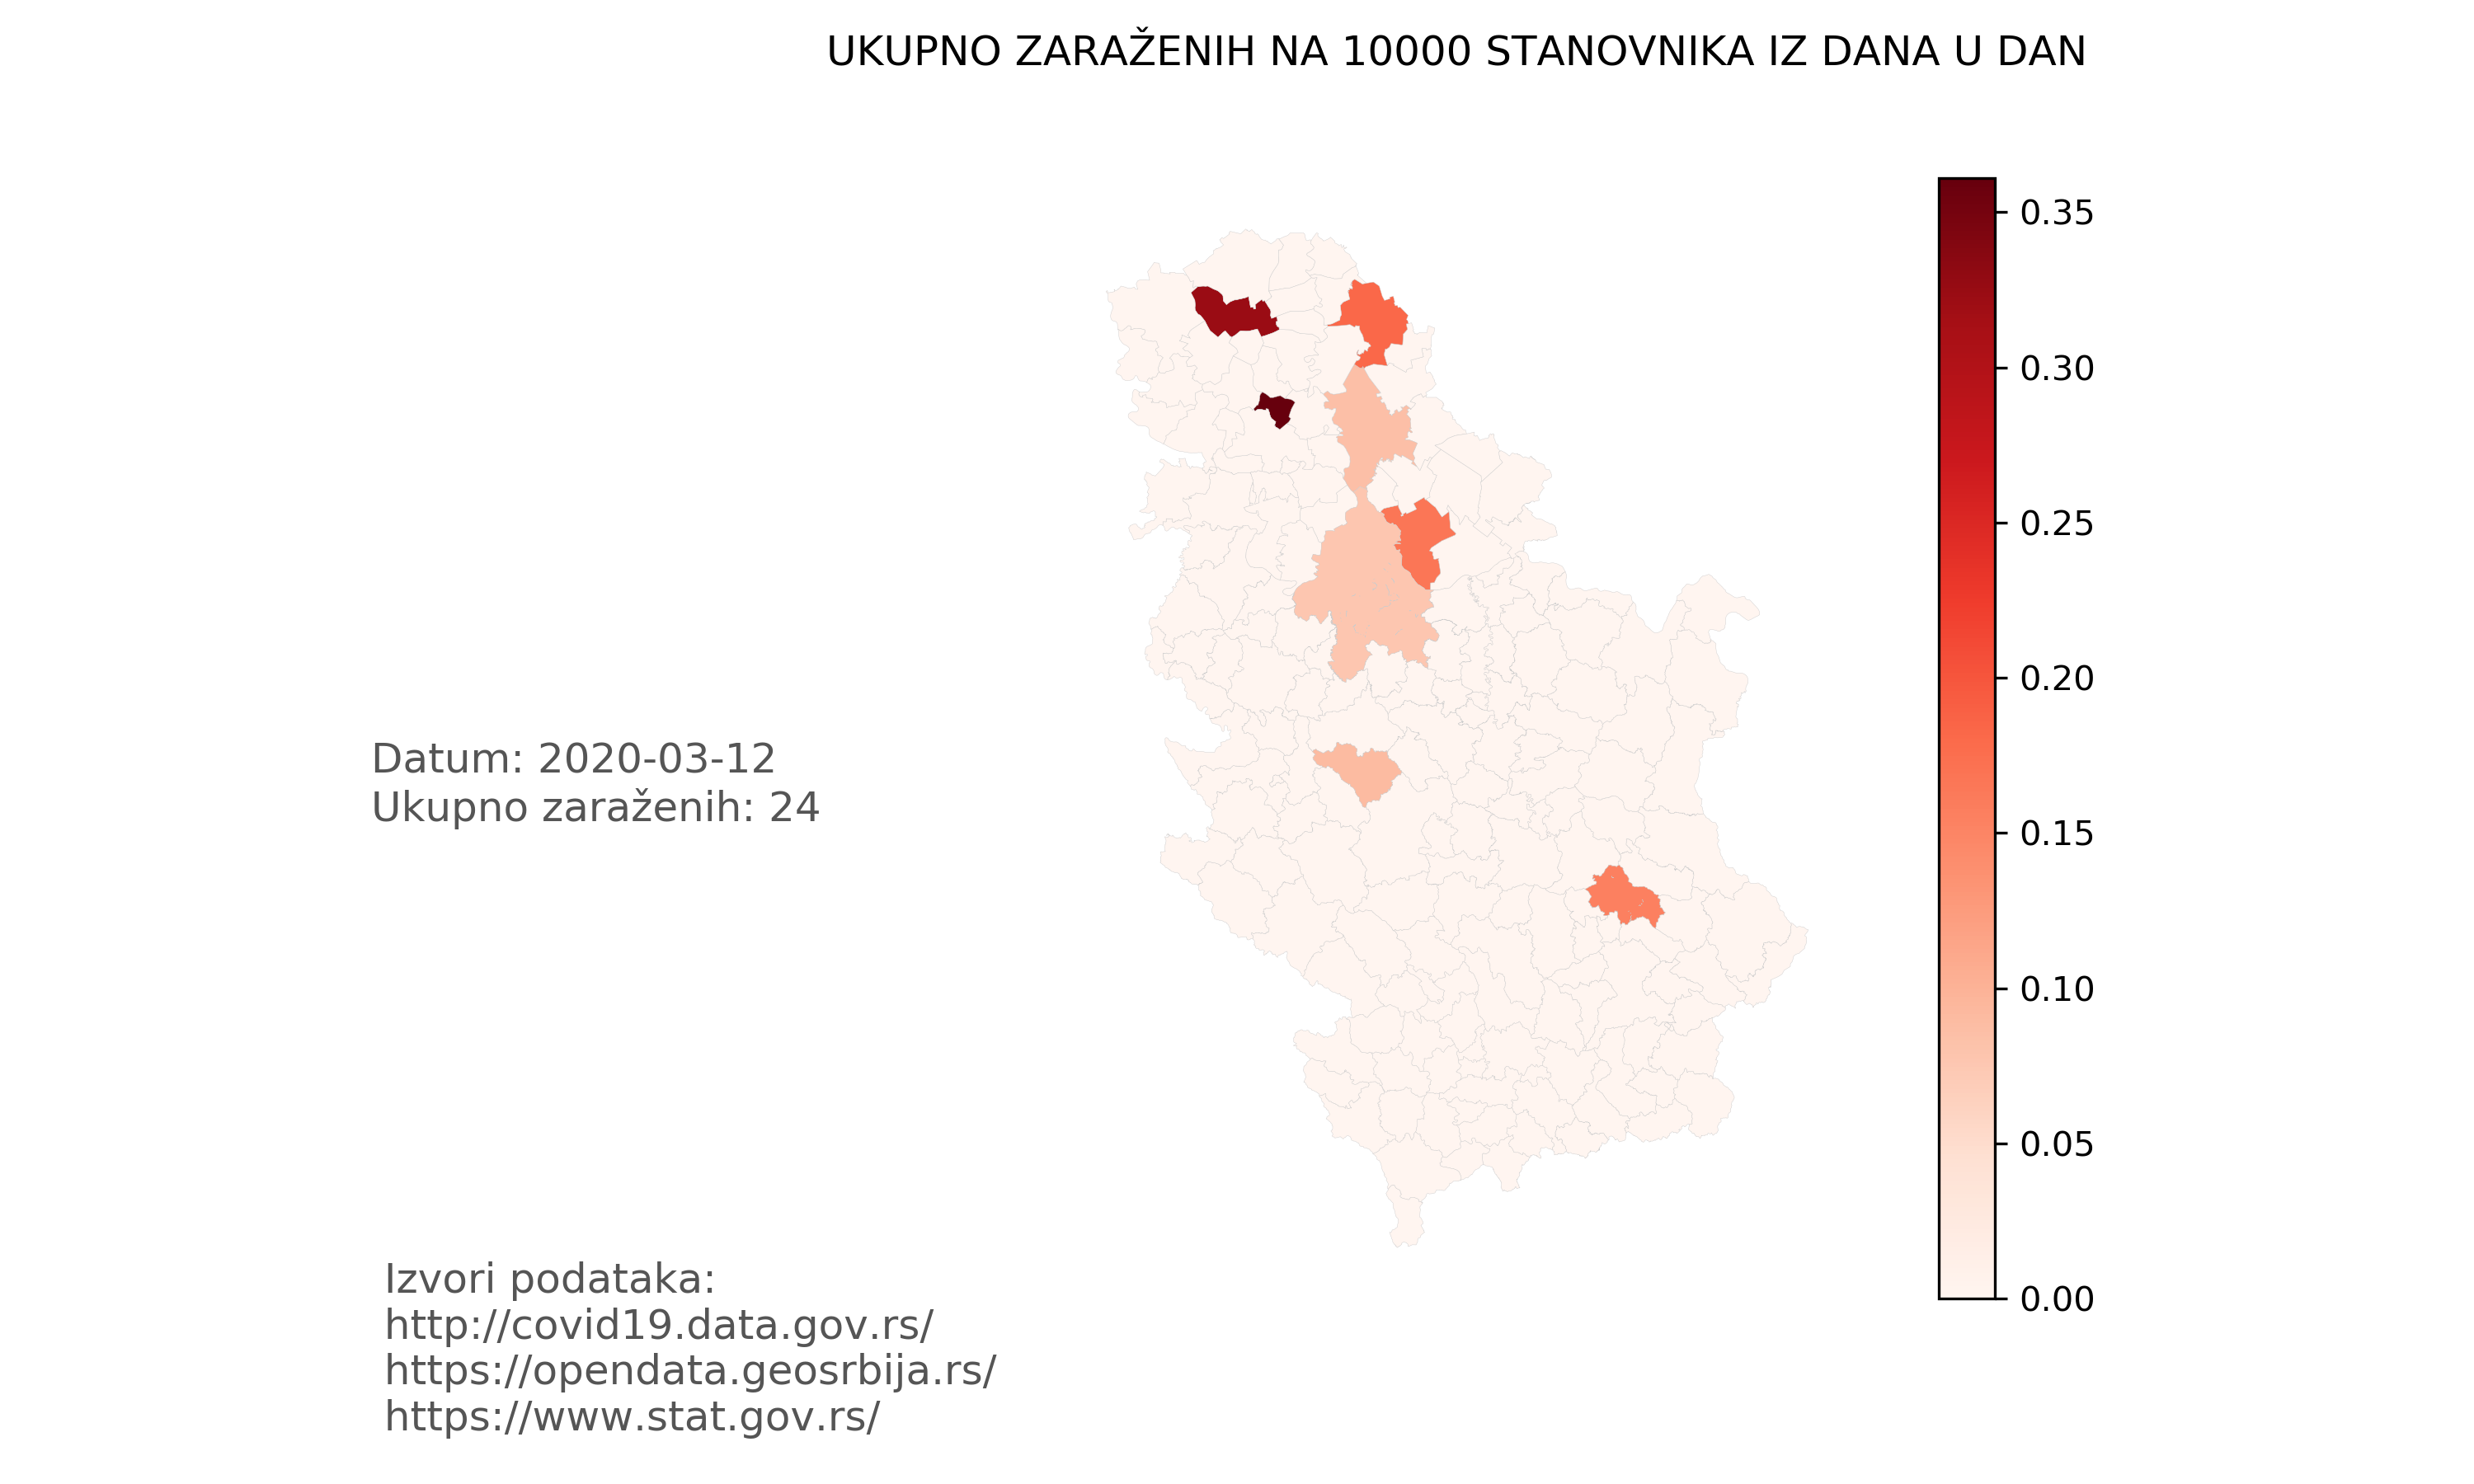 UKUPNO ZARAŽENIH NA 10000 STANOVNIKA IZ DANA U DAN
0.35
0.30
0.25
0.20
0.15
0.10
0.05
0.00
Datum: 2020-03-12
Ukupno zaraženih: 24
Izvori podataka:
http://covid19.data.gov.rs/
https://opendata.geosrbija.rs/
https://www.stat.gov.rs/